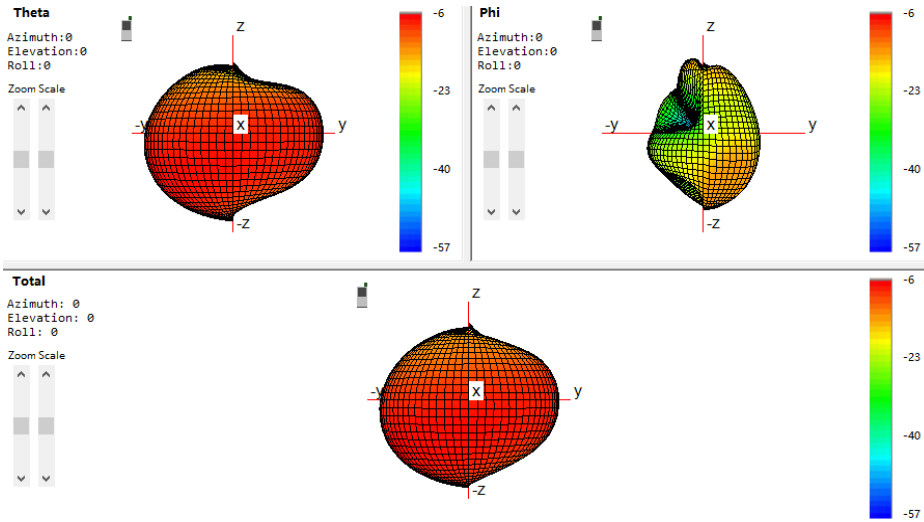 Theta
Azimuth:0
Elevation:0
Roll:0
Zoom Scale
z
-y
x
y
-z
-6
-23
-40
-57
Phi
Azimuth:0
Elevation:0
Roll:0
Zoom Scale
z
-y
x
y
-z
-6
-23
-40
-57
Total
Azimuth: 0
Elevation: 0
Roll: 0
Zoom Scale
z
-y
x
y
-z
-6
-23
-40
-57